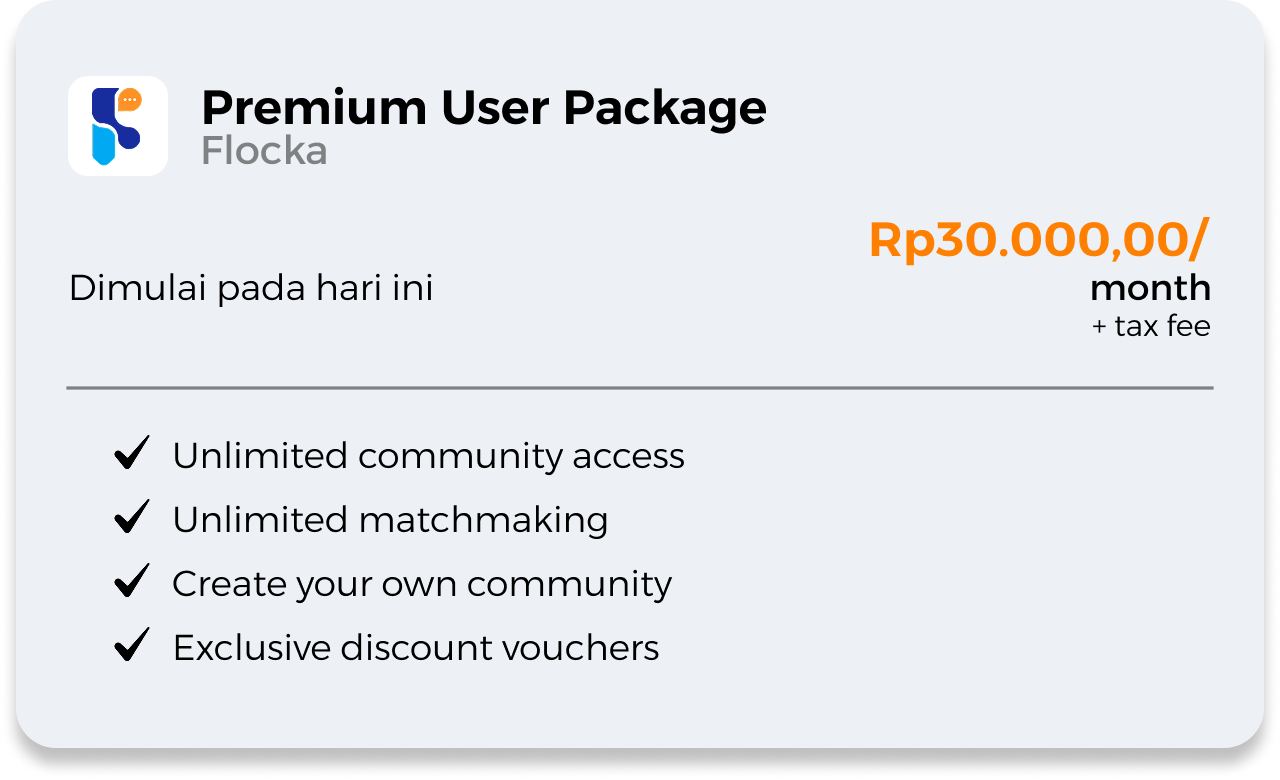 Premium User Package
Flocka
Rp30.000,00/
Dimulai pada hari ini
month
+ tax fee
Unlimited community access
Unlimited matchmaking
Create your own community
Exclusive discount vouchers